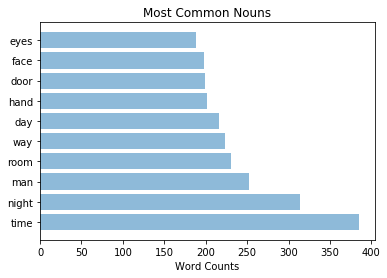 Most Common Nouns
eyes
face
door
hand
day
way
room
man
night
time
0 50 100 150 200 250 300 350 400
Word Counts